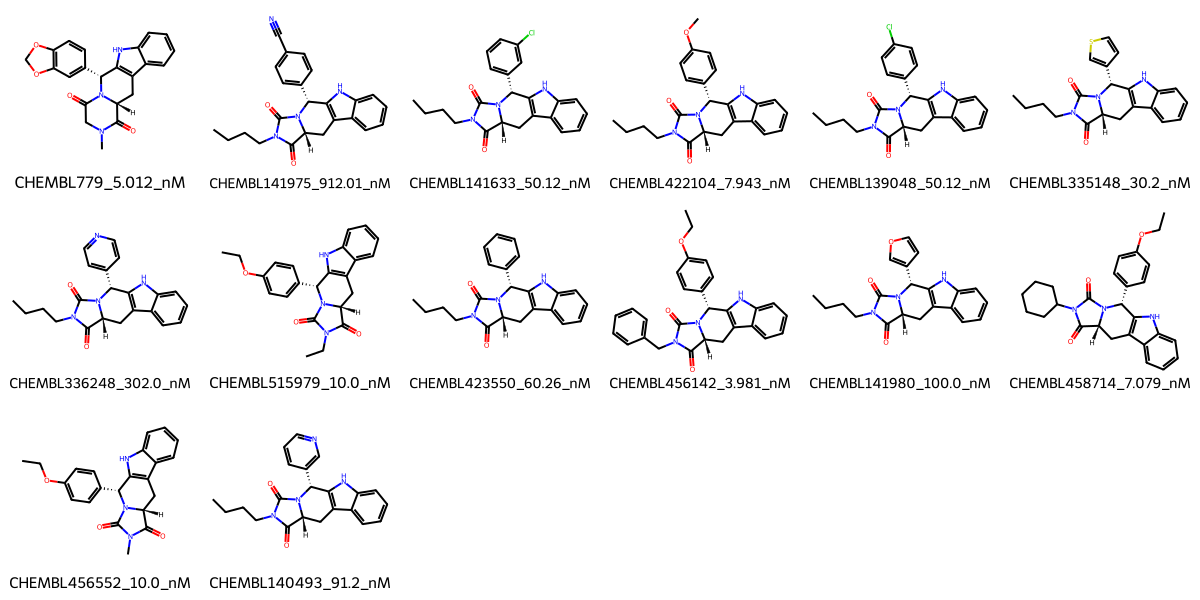 CHEMBL779_5.012_nM
CHEMBL141975_912.01_nM
CHEMBL141633_50.12_nM
CHEMBL422104_7.943_nM
CHEMBL139048_50.12_nM
CHEMBL335148_30.2_nM
CHEMBL336248_302.0_nM
CHEMBL515979_10.0_nM
CHEMBL423550_60.26_nM
CHEMBL456142_3.981_nM
CHEMBL141980_100.0_nM
CHEMBL458714_7.079_nM
CHEMBL456552_10.0_nM
CHEMBL140493_91.2_nM